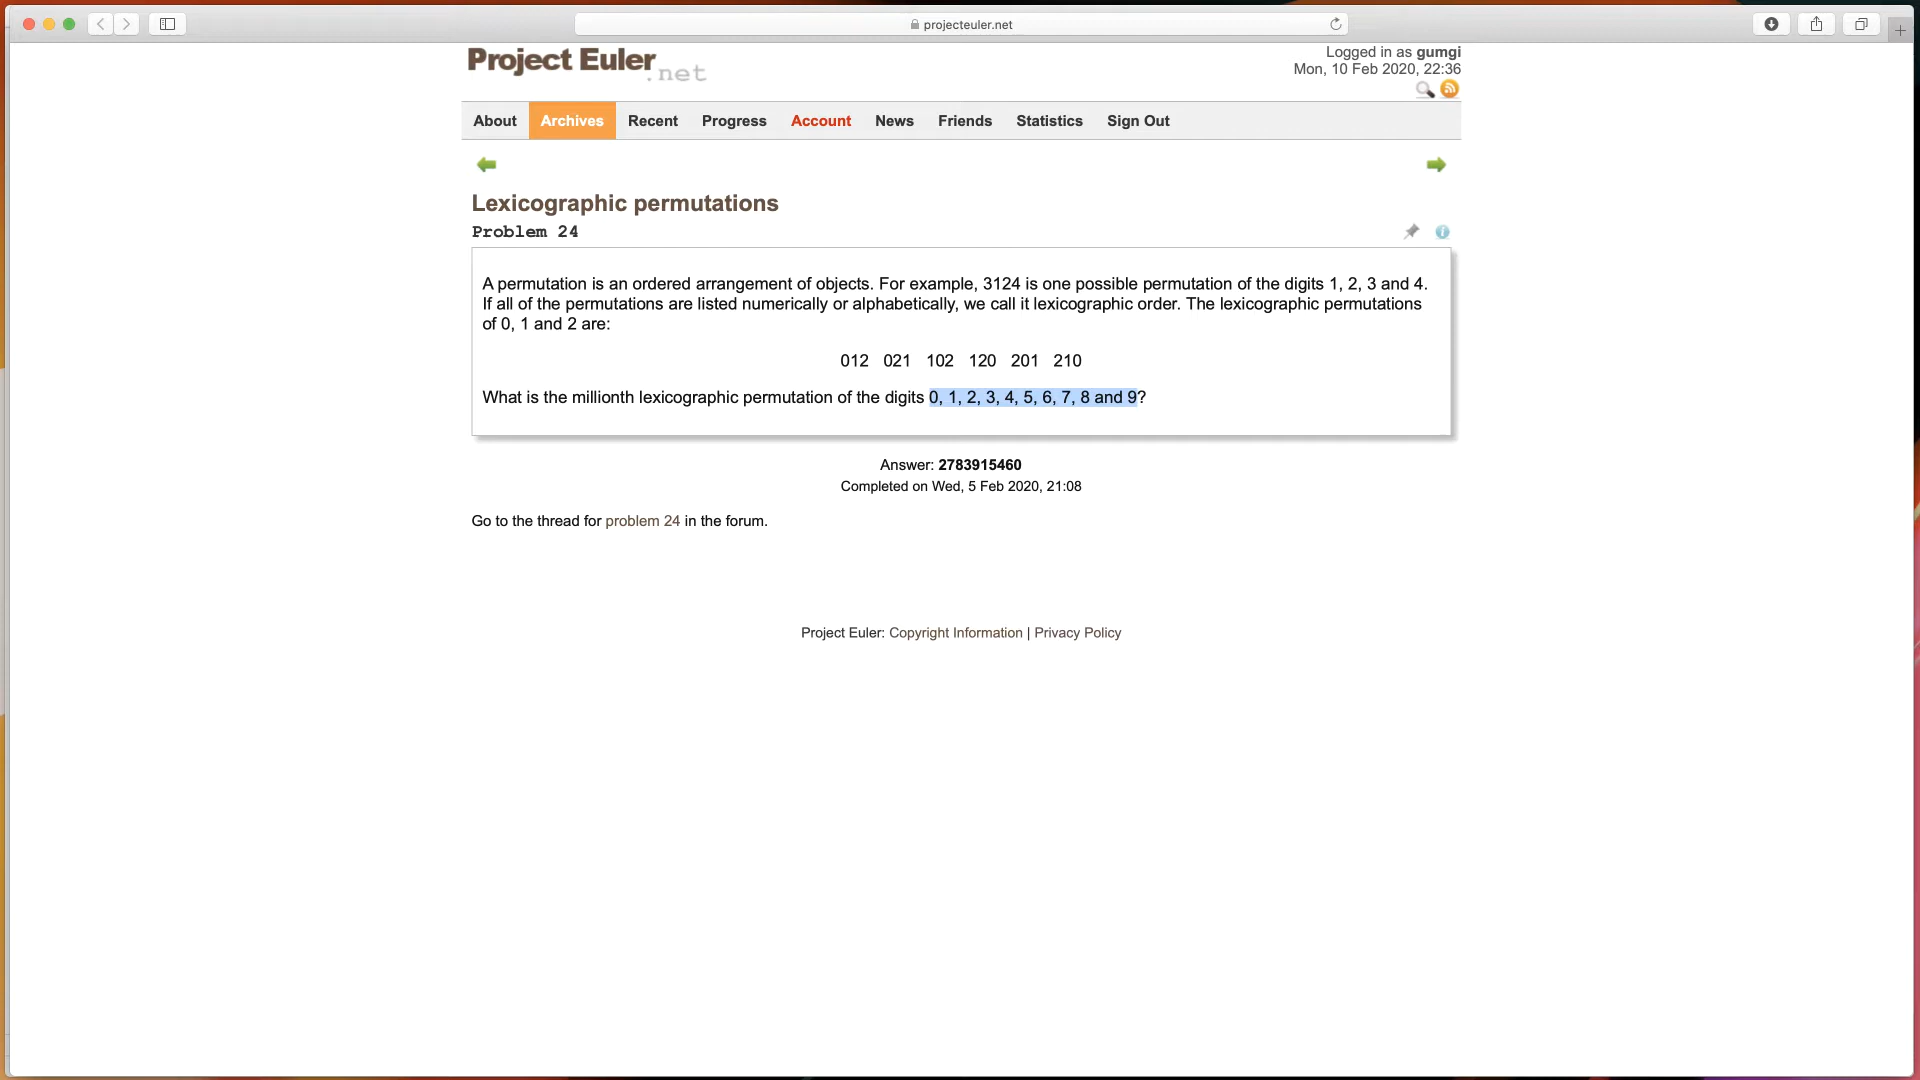 projecteuler.net
Project Euler
.net
Logged in as gumgi
Mon, 10 Feb 2020, 22:36
About Archives Recent Progress Account News Friends Statistics Sign Out
Lexicographic permutations
Problem 24
A permutation is an ordered arrangement of objects. For example, 3124 is one possible permutation of the digits 1, 2, 3 and 4.
If all of the permutations are listed numerically or alphabetically, we call it lexicographic order. The lexicographic permutations
of 0, 1 and 2 are:
012 021 102 120 201 210
What is the millionth lexicographic permutation of the digits 0, 1, 2, 3, 4, 5, 6, 7, 8 and 9?
Answer: 2783915460
Completed on Wed, 5 Feb 2020, 21:08
Go to the thread for problem 24 in the forum.
Project Euler: Copyright Information | Privacy Policy